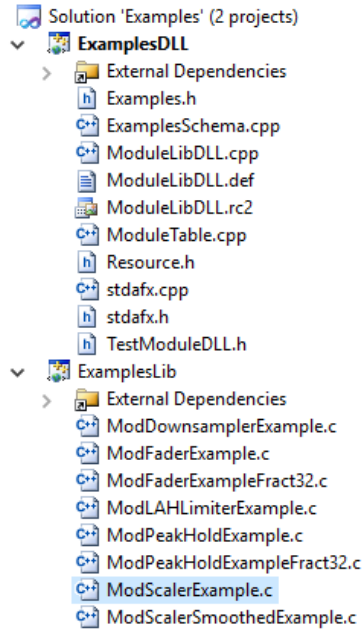 Solution 'Examples' (2 projects)
ExamplesDLL
External Dependencies
Examples.h
ExamplesSchema.cpp
ModuleLibDLL.cpp
ModuleLibDLL.def
ModuleLibDLL.rc2
ModuleTable.cpp
Resource.h
stdafx.cpp
stdafx.h
TestModuleDLL.h
ExamplesLib
External Dependencies
ModDownsamplerExample.c
ModFaderExample.c
ModFaderExampleFract32.c
ModLAHLimiterExample.c
ModPeakHoldExample.c
ModPeakHoldExampleFract32.c
ModScalerExample.c
ModScalerSmoothedExample.c